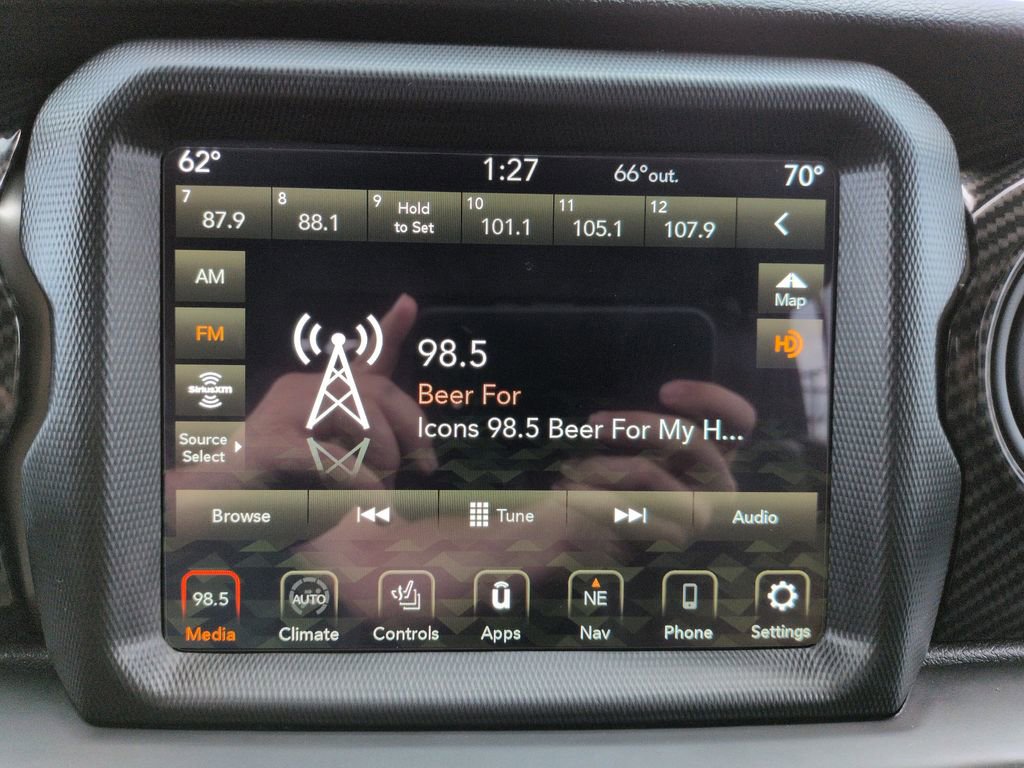 62° 1:27 66°out. 70°
7 8 9 10 11 12
87.9 88.1 Hold to Set 101.1 105.1 107.9
AM
Map
FM
HD
98.5
SiriusXM
Beer For
Icons 98.5 Beer For My H...
Source
Select
Browse Tune Audio
98.5 AUTO NE
Media Climate Controls Apps Nav Phone Settings